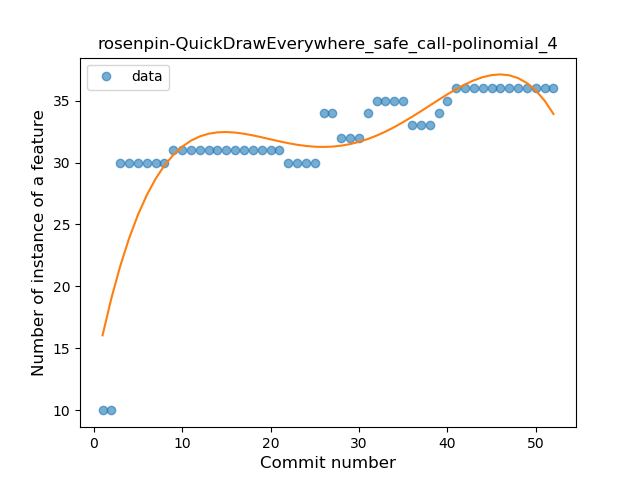 rosenpin-QuickDrawEverywhere_safe_call-polinomial_4
data
Number of instance of a feature
35
30
25
20
15
10
0 10 20 30 40 50
Commit number